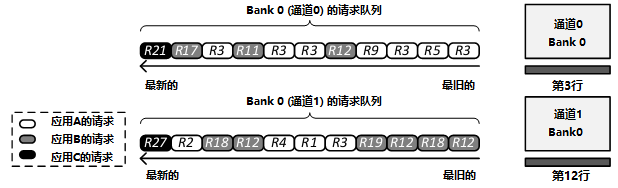 Bank 0 (通道0) 的请求队列
R21 R17 R3 R11 R3 R3 R12 R9 R3 R5 R3
最新的 最旧的
通道0
Bank 0
第3行
Bank 0 (通道1) 的请求队列
R27 R2 R18 R12 R4 R1 R3 R19 R12 R18 R12
最新的 最旧的
通道1
Bank0
第12行
应用A的请求
应用B的请求
应用C的请求